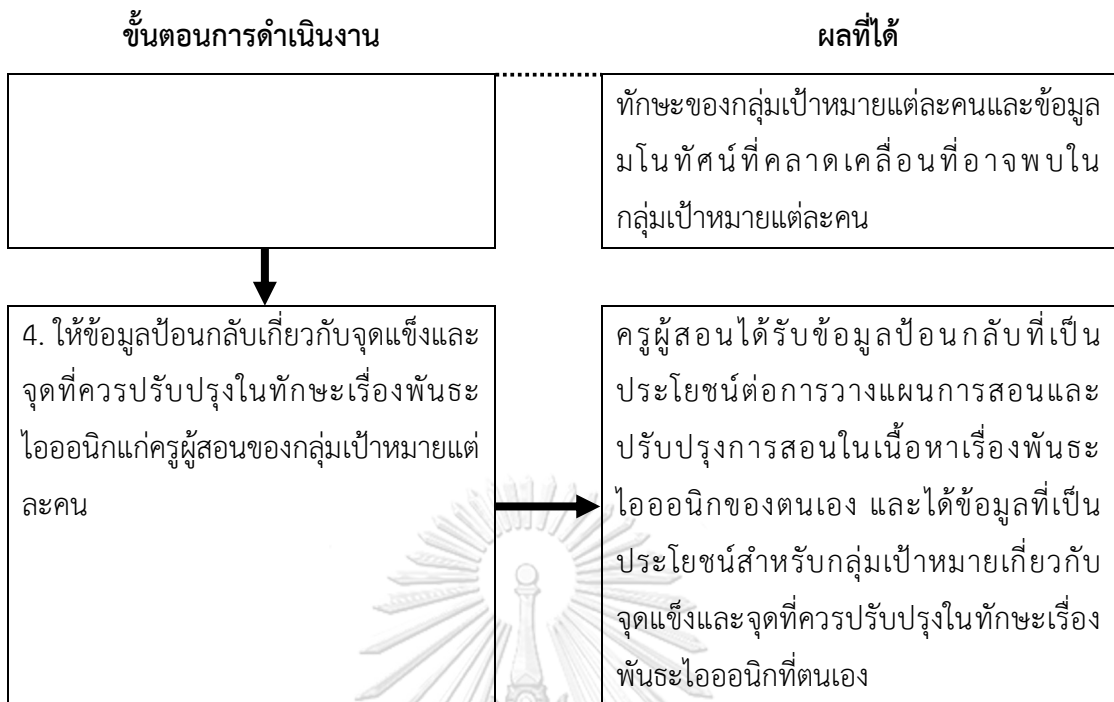 ขั้นตอนการดำเนินงาน
ผลที่ได้
ทักษะของกลุ่มเป้าหมายแต่ละคนและข้อมูล
มโนทัศน์ที่คลาดเคลื่อนที่อาจพบใน
กลุ่มเป้าหมายแต่ละคน
4. ให้ข้อมูลป้อนกลับเกี่ยวกับจุดแข็งและ
จุดที่ควรปรับปรุงในทักษะเรื่องพันธะ
ไอออนิกแก่ครูผู้สอนของกลุ่มเป้าหมายแต่
ละคน
ครูผู้สอนได้รับข้อมูลป้อนกลับที่เป็น
ประโยชน์ต่อการวางแผนการสอนและ
ปรับปรุงการสอนในเนื้อหาเรื่องพันธะ
ไอออนิกของตนเอง และได้ข้อมูลที่เป็น
ประโยชน์สำหรับกลุ่มเป้าหมายเกี่ยวกับ
จุดแข็งและจุดที่ควรปรับปรุงในทักษะเรื่อง
พันธะไอออนิกที่ตนเอง